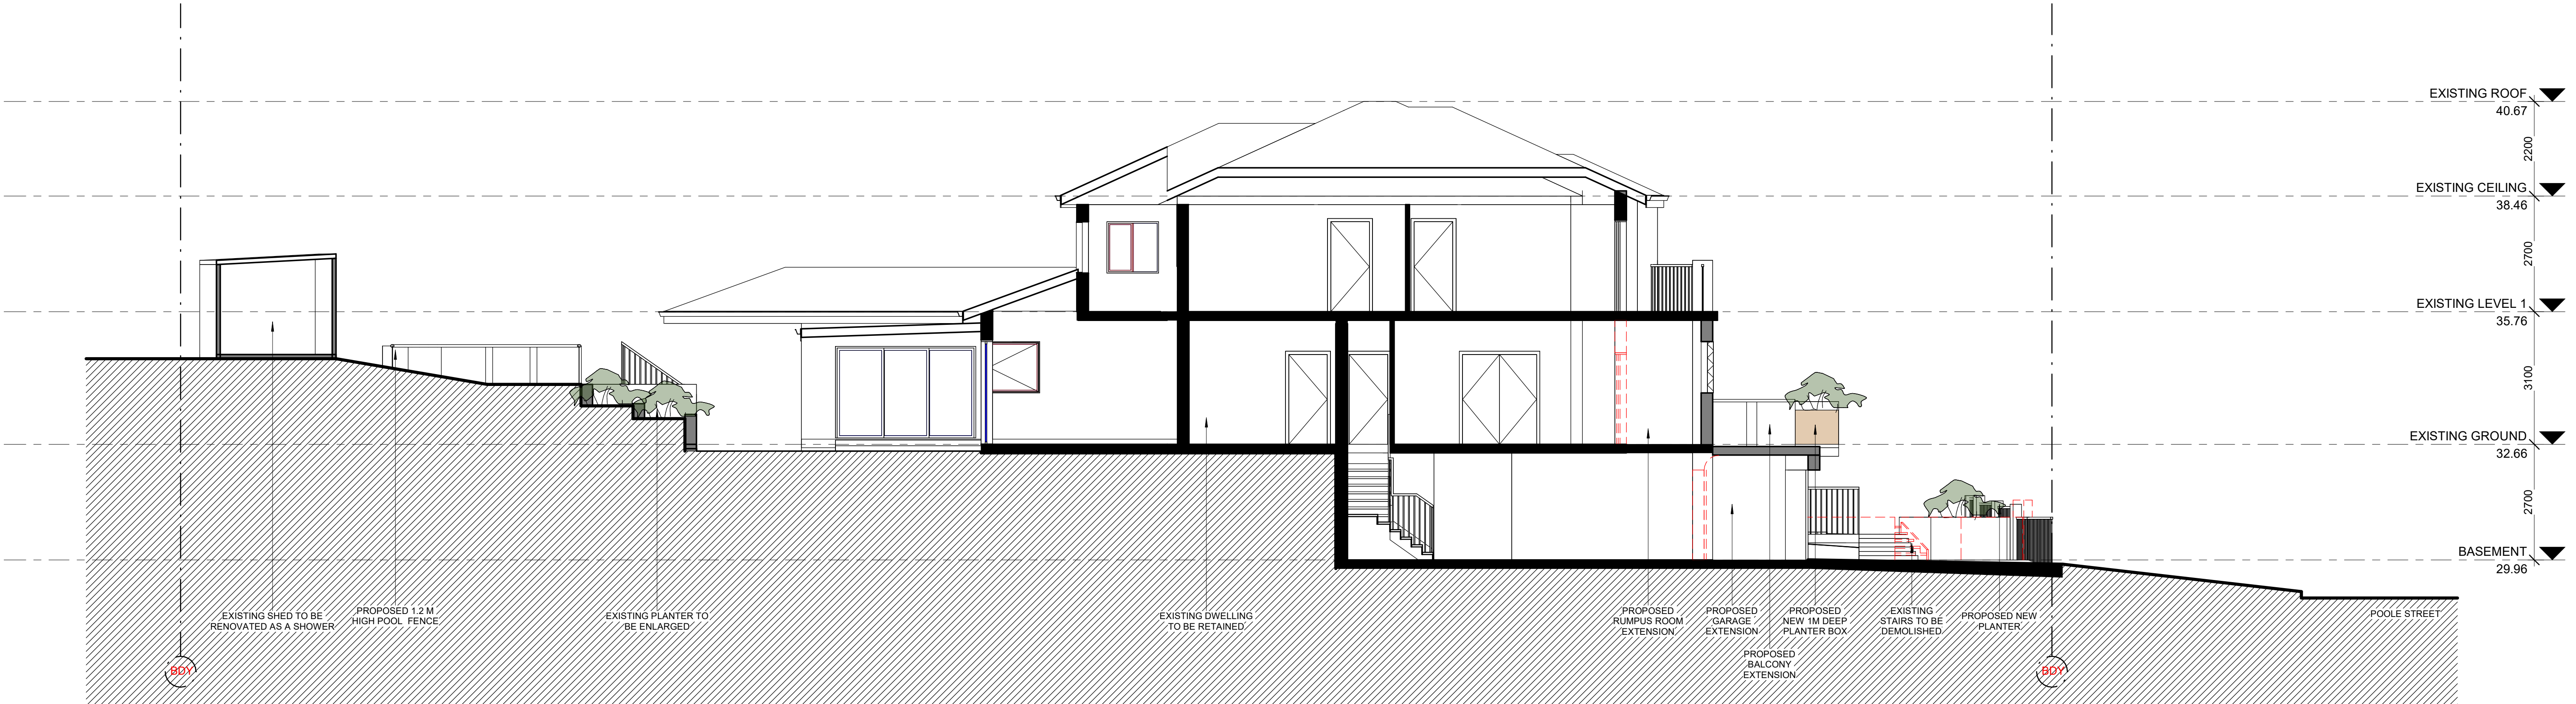 EXISTING ROOF
40.67
2200
EXISTING CEILING
38.46
2700
EXISTING LEVEL 1
35.76
3100
EXISTING GROUND
32.66
2700
BASEMENT
29.96
EXISTING SHED TO BE
RENOVATED AS A SHOWER
PROPOSED 1.2 M
HIGH POOL FENCE
EXISTING PLANTER TO
BE ENLARGED
EXISTING DWELLING
TO BE RETAINED
PROPOSED
RUMPUS ROOM
EXTENSION
PROPOSED
GARAGE
EXTENSION
PROPOSED
BALCONY
EXTENSION
PROPOSED
NEW 1M DEEP
PLANTER BOX
EXISTING
STAIRS TO BE
DEMOLISHED
PROPOSED NEW
PLANTER
POOLE STREET
BDY
BDY